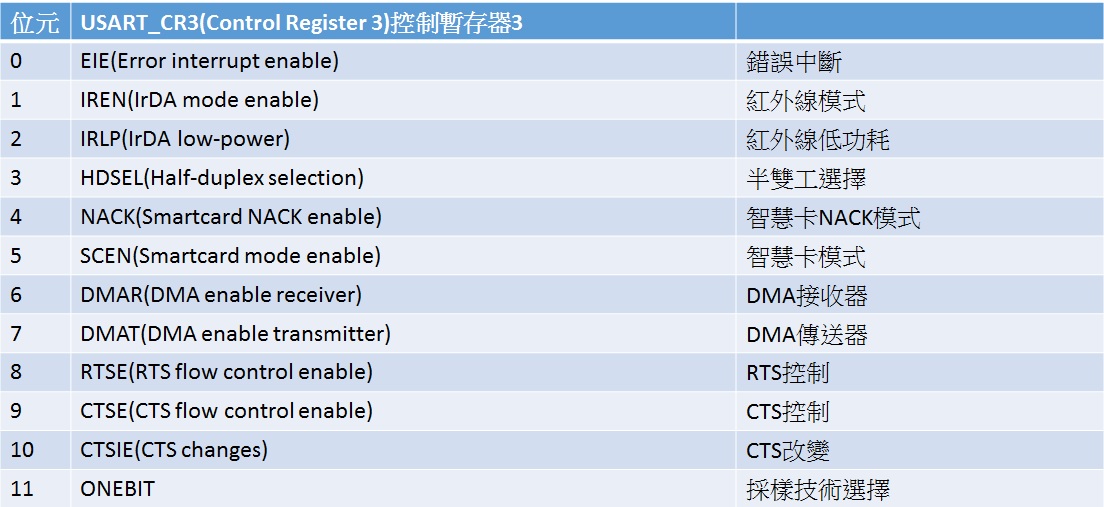 位元 USART_CR3(Control Register 3)控制暫存器3
0 EIE(Error interrupt enable) 錯誤中斷
1 IREN(IrDA mode enable) 紅外線模式
2 IRLP(IrDA low-power) 紅外線低功耗
3 HDSEL(Half-duplex selection) 半雙工選擇
4 NACK(Smartcard NACK enable) 智慧卡NACK模式
5 SCEN(Smartcard mode enable) 智慧卡模式
6 DMAR(DMA enable receiver) DMA接收器
7 DMAT(DMA enable transmitter) DMA傳送器
8 RTSE(RTS flow control enable) RTS控制
9 CTSE(CTS flow control enable) CTS控制
10 CTSIE(CTS changes) CTS改變
11 ONEBIT 採樣技術選擇